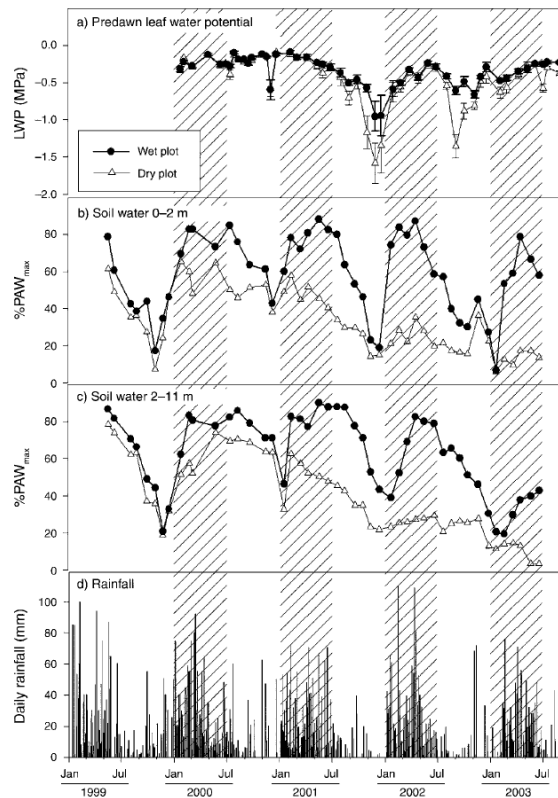 a) Predawn leaf water potential
0.0
−0.5
−1.0
−1.5
−2.0
LWP (MPa)
Wet plot
Dry plot
b) Soil water 0–2 m
80
60
40
20
0
%PAWmax
c) Soil water 2–11 m
80
60
40
20
0
%PAWmax
d) Rainfall
100
80
60
40
20
0
Daily rainfall (mm)
Jan Jul Jan Jul Jan Jul Jan Jul Jan Jul
1999 2000 2001 2002 2003